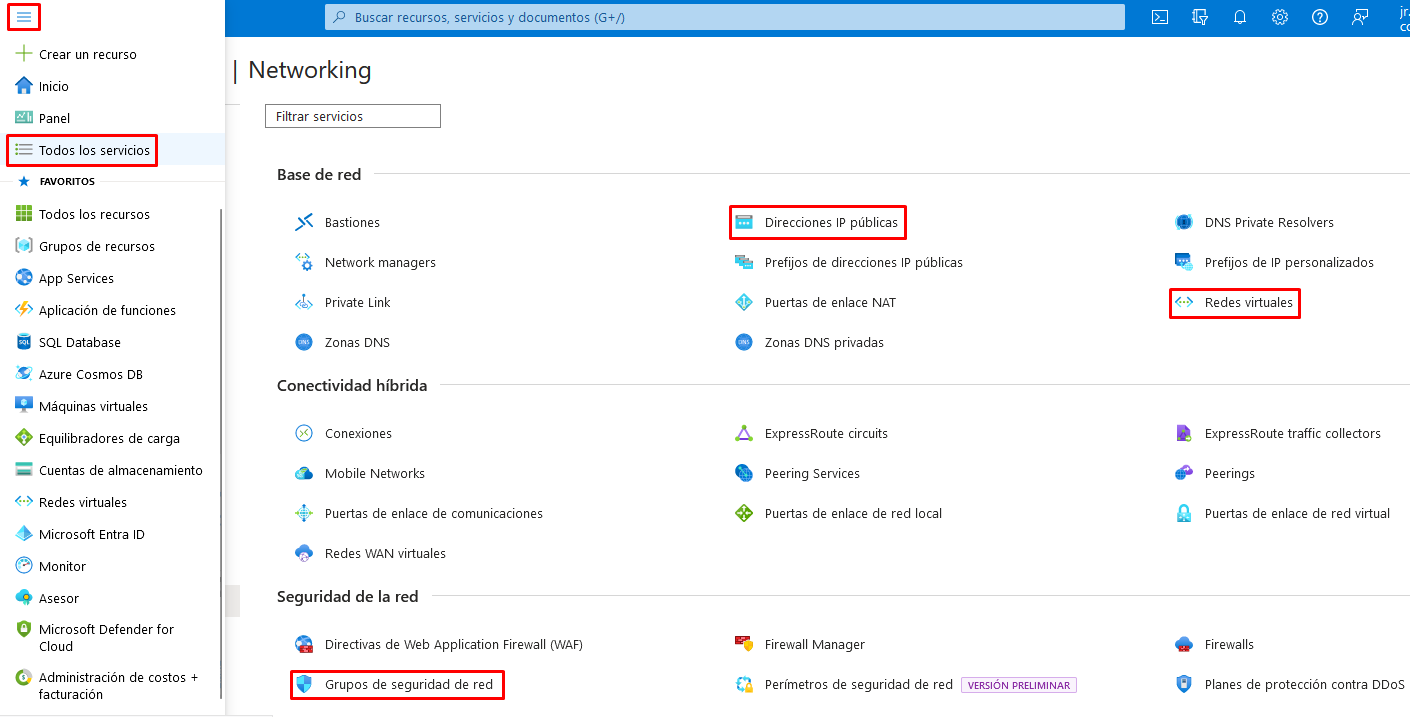 Buscar recursos, servicios y documentos (G+/)
jr
co
Crear un recurso
Inicio
Panel
Todos los servicios
FAVORITOS
Todos los recursos
Grupos de recursos
App Services
Aplicación de funciones
SQL Database
Azure Cosmos DB
Máquinas virtuales
Equilibradores de carga
Cuentas de almacenamiento
Redes virtuales
Microsoft Entra ID
Monitor
Asesor
Microsoft Defender for
Cloud
Administración de costos +
facturación
| Networking
Filtrar servicios
Base de red
Bastiones
Direcciones IP públicas
DNS Private Resolvers
Network managers
Prefijos de direcciones IP públicas
Prefijos de IP personalizados
Private Link
Puertas de enlace NAT
Redes virtuales
Zonas DNS
Zonas DNS privadas
Conectividad híbrida
Conexiones
ExpressRoute circuits
ExpressRoute traffic collectors
Mobile Networks
Peering Services
Peerings
Puertas de enlace de comunicaciones
Puertas de enlace de red local
Puertas de enlace de red virtual
Redes WAN virtuales
Seguridad de la red
Directivas de Web Application Firewall (WAF)
Firewall Manager
Firewalls
Grupos de seguridad de red
Perímetros de seguridad de red VERSIÓN PRELIMINAR
Planes de protección contra DDoS